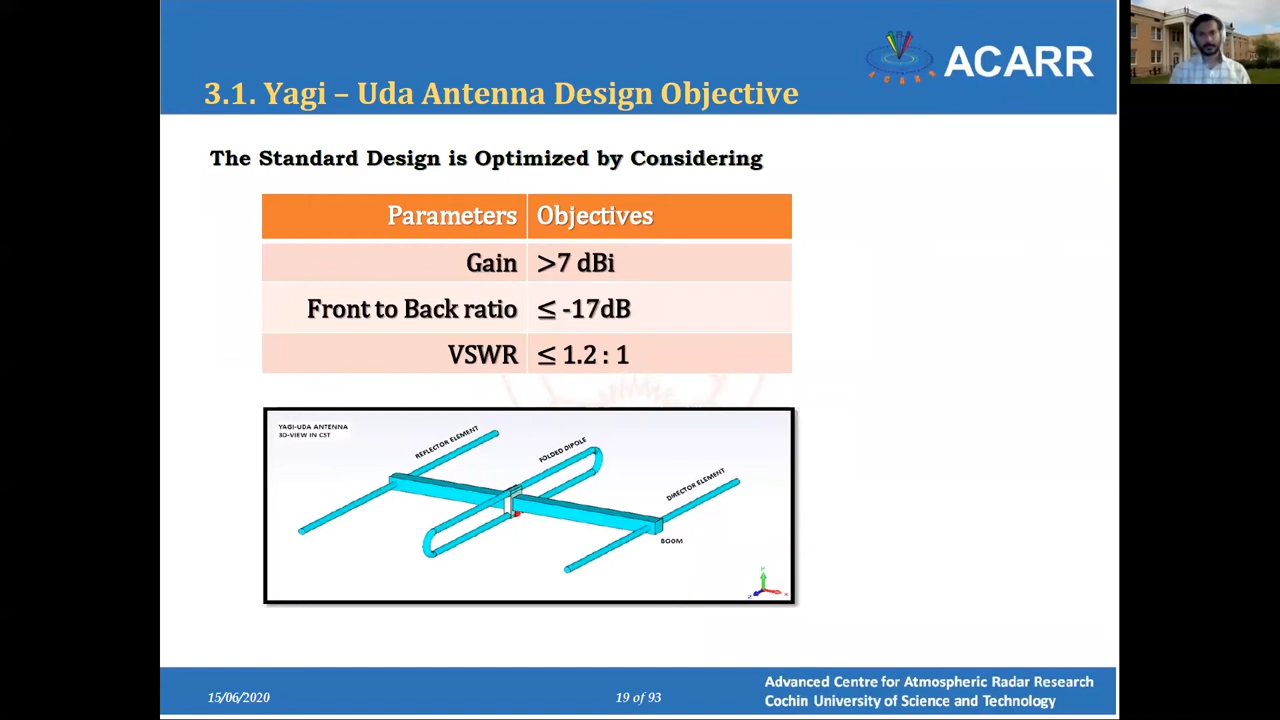 ACARR
A C A R R
3.1. Yagi – Uda Antenna Design Objective
The Standard Design is Optimized by Considering
Parameters Objectives
Gain >7 dBi
Front to Back ratio ≤ -17dB
VSWR ≤ 1.2 : 1
YAGI-UDA ANTENNA
3D-VIEW IN CST
REFLECTOR ELEMENT
FOLDED DIPOLE
DIRECTOR ELEMENT
BOOM
Y
Z
X
15/06/2020
19 of 93
Advanced Centre for Atmospheric Radar Research
Cochin University of Science and Technology